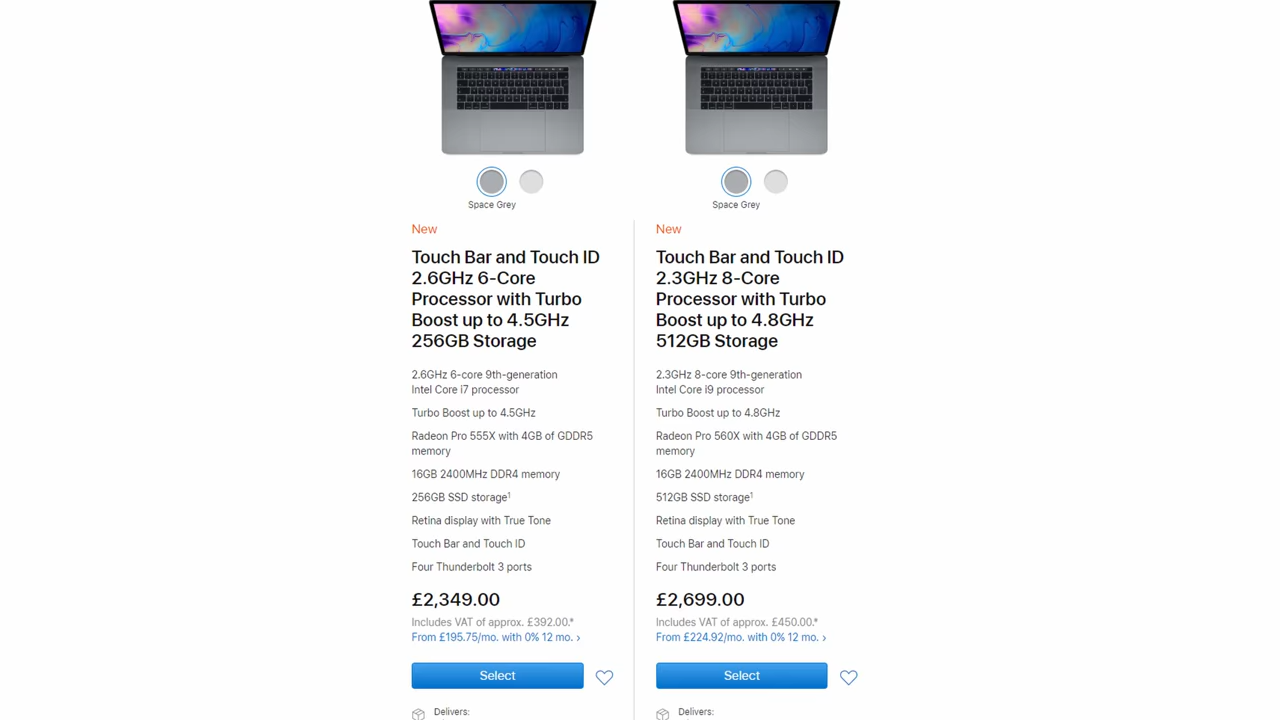 Space Grey
New
Touch Bar and Touch ID
2.6GHz 6-Core
Processor with Turbo
Boost up to 4.5GHz
256GB Storage
2.6GHz 6-core 9th-generation
Intel Core i7 processor
Turbo Boost up to 4.5GHz
Radeon Pro 555X with 4GB of GDDR5
memory
16GB 2400MHz DDR4 memory
256GB SSD storage¹
Retina display with True Tone
Touch Bar and Touch ID
Four Thunderbolt 3 ports
£2,349.00
Includes VAT of approx. £392.00.*
From £195.75/mo. with 0% 12 mo. ›
Select
Delivers:
Space Grey
New
Touch Bar and Touch ID
2.3GHz 8-Core
Processor with Turbo
Boost up to 4.8GHz
512GB Storage
2.3GHz 8-core 9th-generation
Intel Core i9 processor
Turbo Boost up to 4.8GHz
Radeon Pro 560X with 4GB of GDDR5
memory
16GB 2400MHz DDR4 memory
512GB SSD storage¹
Retina display with True Tone
Touch Bar and Touch ID
Four Thunderbolt 3 ports
£2,699.00
Includes VAT of approx. £450.00.*
From £224.92/mo. with 0% 12 mo. ›
Select
Delivers: